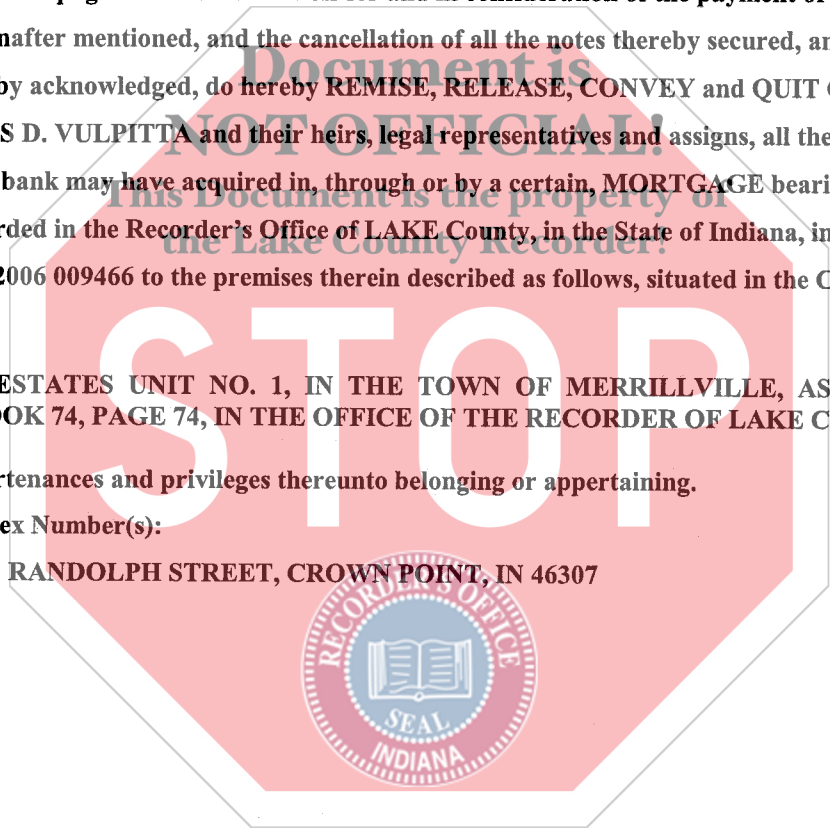 nafter mentioned, and the cancellation of all the notes thereby secured, an
by acknowledged, do hereby REMISE, RELEASE, CONVEY and QUIT
S D. VULPITTA and their heirs, legal representatives and assigns, all the
bank may have acquired in, through or by a certain, MORTGAGE beari
rded in the Recorder's Office of LAKE County, in the State of Indiana, in
2006 009466 to the premises therein described as follows, situated in the C
ESTATES UNIT NO. 1, IN THE TOWN OF MERRILLVILLE, AS
OOK 74, PAGE 74, IN THE OFFICE OF THE RECORDER OF LAKE C
rtenances and privileges thereunto belonging or appertaining.
ex Number(s):
RANDOLPH STREET, CROWN POINT, IN 46307
Document is
NOT OFFICIAL!
This Document is the property of
the Lake County Recorder!
STOP
RECORDER'S OFFICE
SEAL
INDIANA